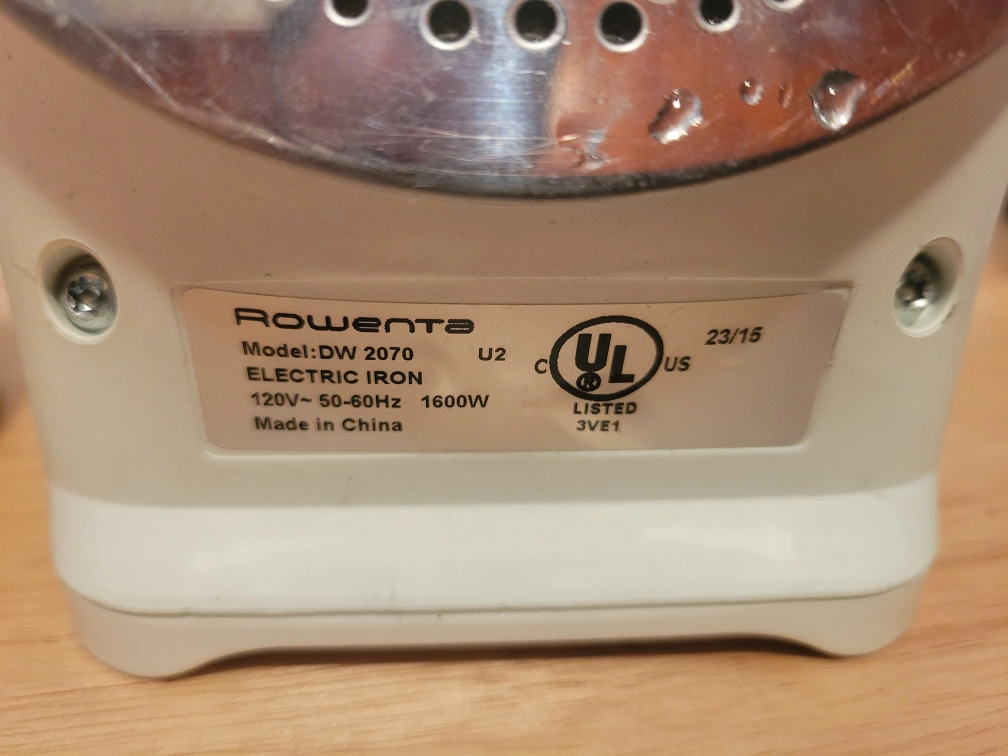 Rowenta
Model:DW 2070 U2
ELECTRIC IRON
120V~ 50-60Hz 1600W
Made in China
C UL ® US
LISTED
3VE1
23/15